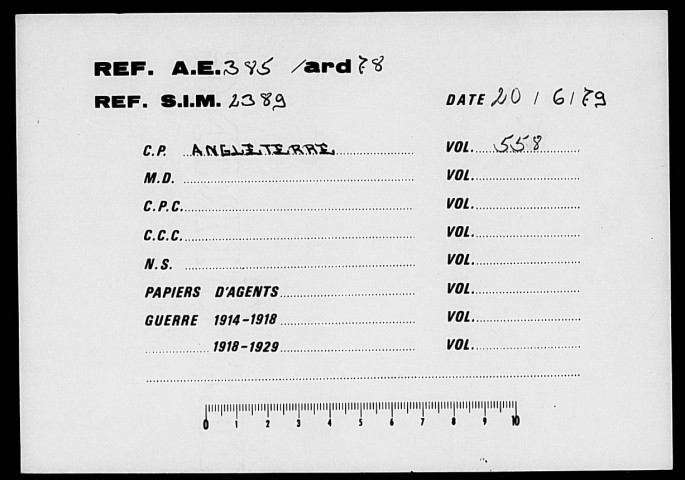 REF. A.E. 385 /ard 78
REF. S.I.M. 2389 DATE 20 / 6 / 79
C.P. ANGLETERRE VOL. 558
M.D. VOL.
C.P.C. VOL.
C.C.C. VOL.
N.S. VOL.
PAPIERS D'AGENTS VOL.
GUERRE 1914-1918 VOL.
1918-1929 VOL.
0 1 2 3 4 5 6 7 8 9 10